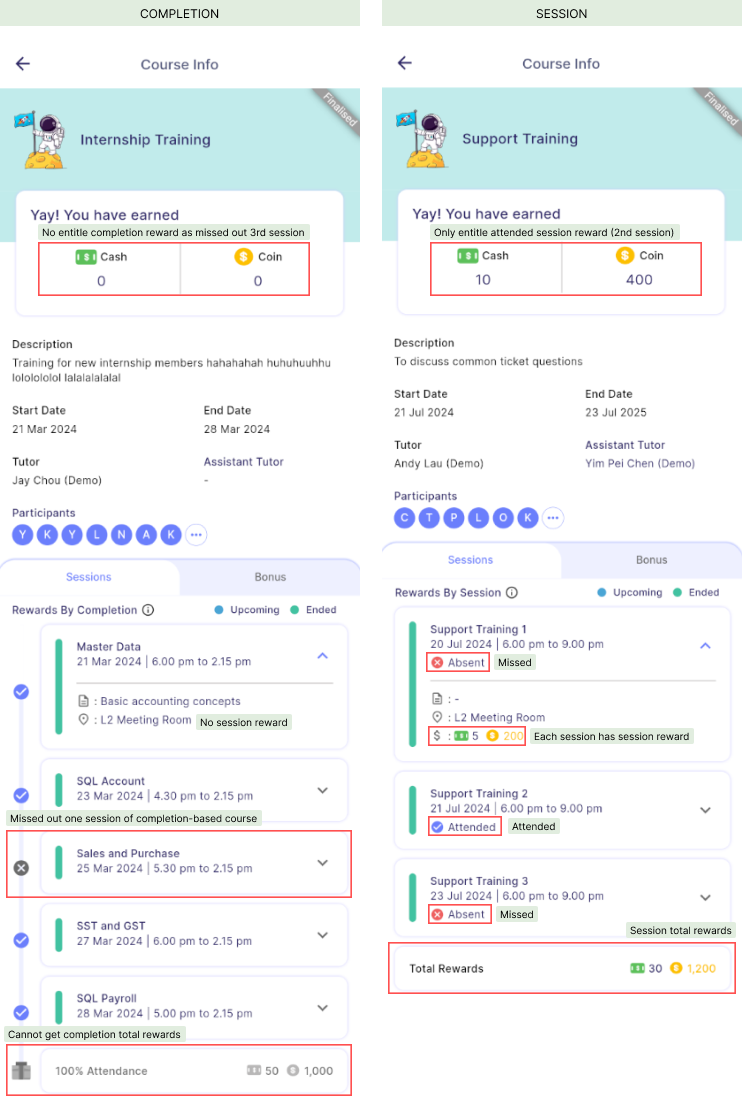 COMPLETION
Course Info
Finalised
Internship Training
Yay! You have earned
No entitle completion reward as missed out 3rd session
Cash
Coin
0
0
Description
Training for new internship members hahahahah huhuhuuhhu
lolololol lalalalalalal
Start Date
End Date
21 Mar 2024
28 Mar 2024
Tutor
Assistant Tutor
Jay Chou (Demo)
-
Participants
Y K Y L N A K ...
Sessions
Bonus
Rewards By Completion
Upcoming
Ended
Master Data
21 Mar 2024 | 6.00 pm to 2.15 pm
: Basic accounting concepts
: L2 Meeting Room
No session reward
SQL Account
23 Mar 2024 | 4.30 pm to 2.15 pm
Missed out one session of completion-based course
Sales and Purchase
25 Mar 2024 | 5.30 pm to 2.15 pm
SST and GST
27 Mar 2024 | 6.00 pm to 2.15 pm
SQL Payroll
28 Mar 2024 | 5.00 pm to 2.15 pm
Cannot get completion total rewards
100% Attendance
50
1,000
SESSION
Course Info
Finalised
Support Training
Yay! You have earned
Only entitle attended session reward (2nd session)
Cash
Coin
10
400
Description
To discuss common ticket questions
Start Date
End Date
21 Jul 2024
23 Jul 2025
Tutor
Assistant Tutor
Andy Lau (Demo)
Yim Pei Chen (Demo)
Participants
C T P L O K ...
Sessions
Bonus
Rewards By Session
Upcoming
Ended
Support Training 1
20 Jul 2024 | 6.00 pm to 9.00 pm
Absent
Missed
: -
: L2 Meeting Room
$ : 5 200
Each session has session reward
Support Training 2
21 Jul 2024 | 6.00 pm to 9.00 pm
Attended
Attended
Support Training 3
23 Jul 2024 | 6.00 pm to 9.00 pm
Absent
Missed
Session total rewards
Total Rewards
30
1,200